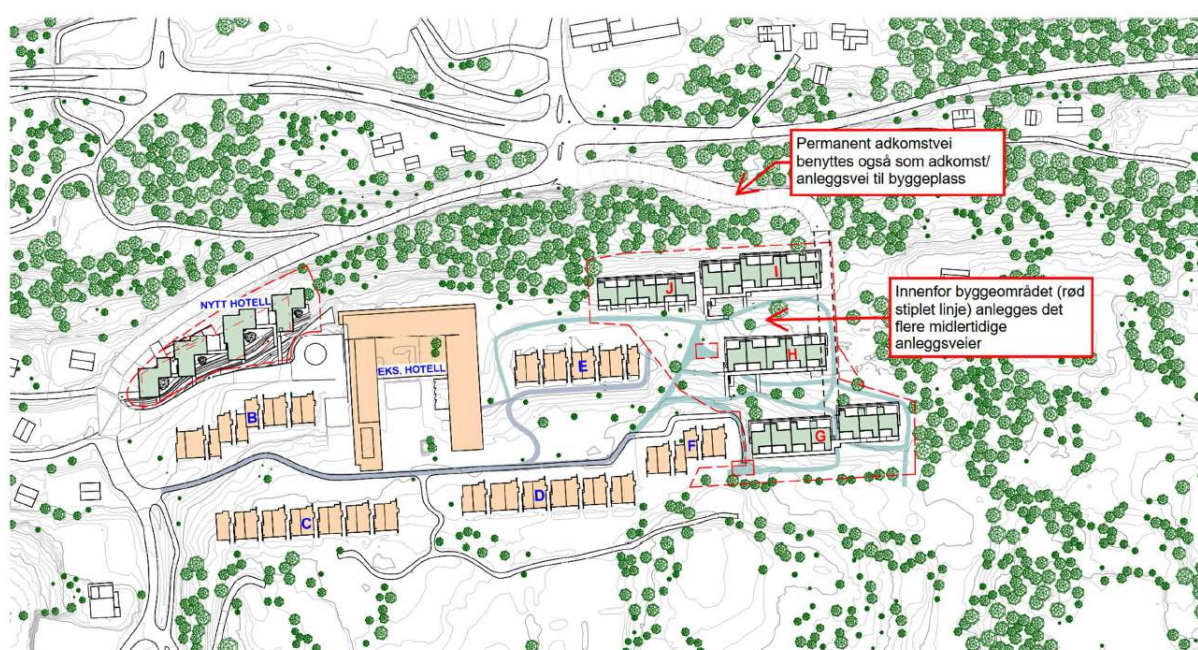 Permanent adkomstvei
benyttes også som adkomst/
anleggsvei til byggeplass
I
J
Innenfor byggeområdet (rød
stiplet linje) anlegges det
flere midlertidige
anleggsveier
NYTT HOTELL
H
E
EKS. HOTELL
B
G
F
D
C